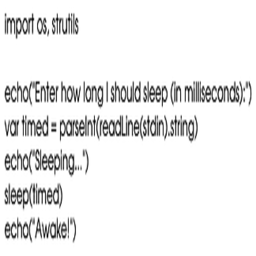 import os, strutils
echo("Enter how long I should sleep (in milliseconds):")
var timed = parseInt(readLine(stdin).string)
echo("Sleeping...")
sleep(timed)
echo("Awake!")